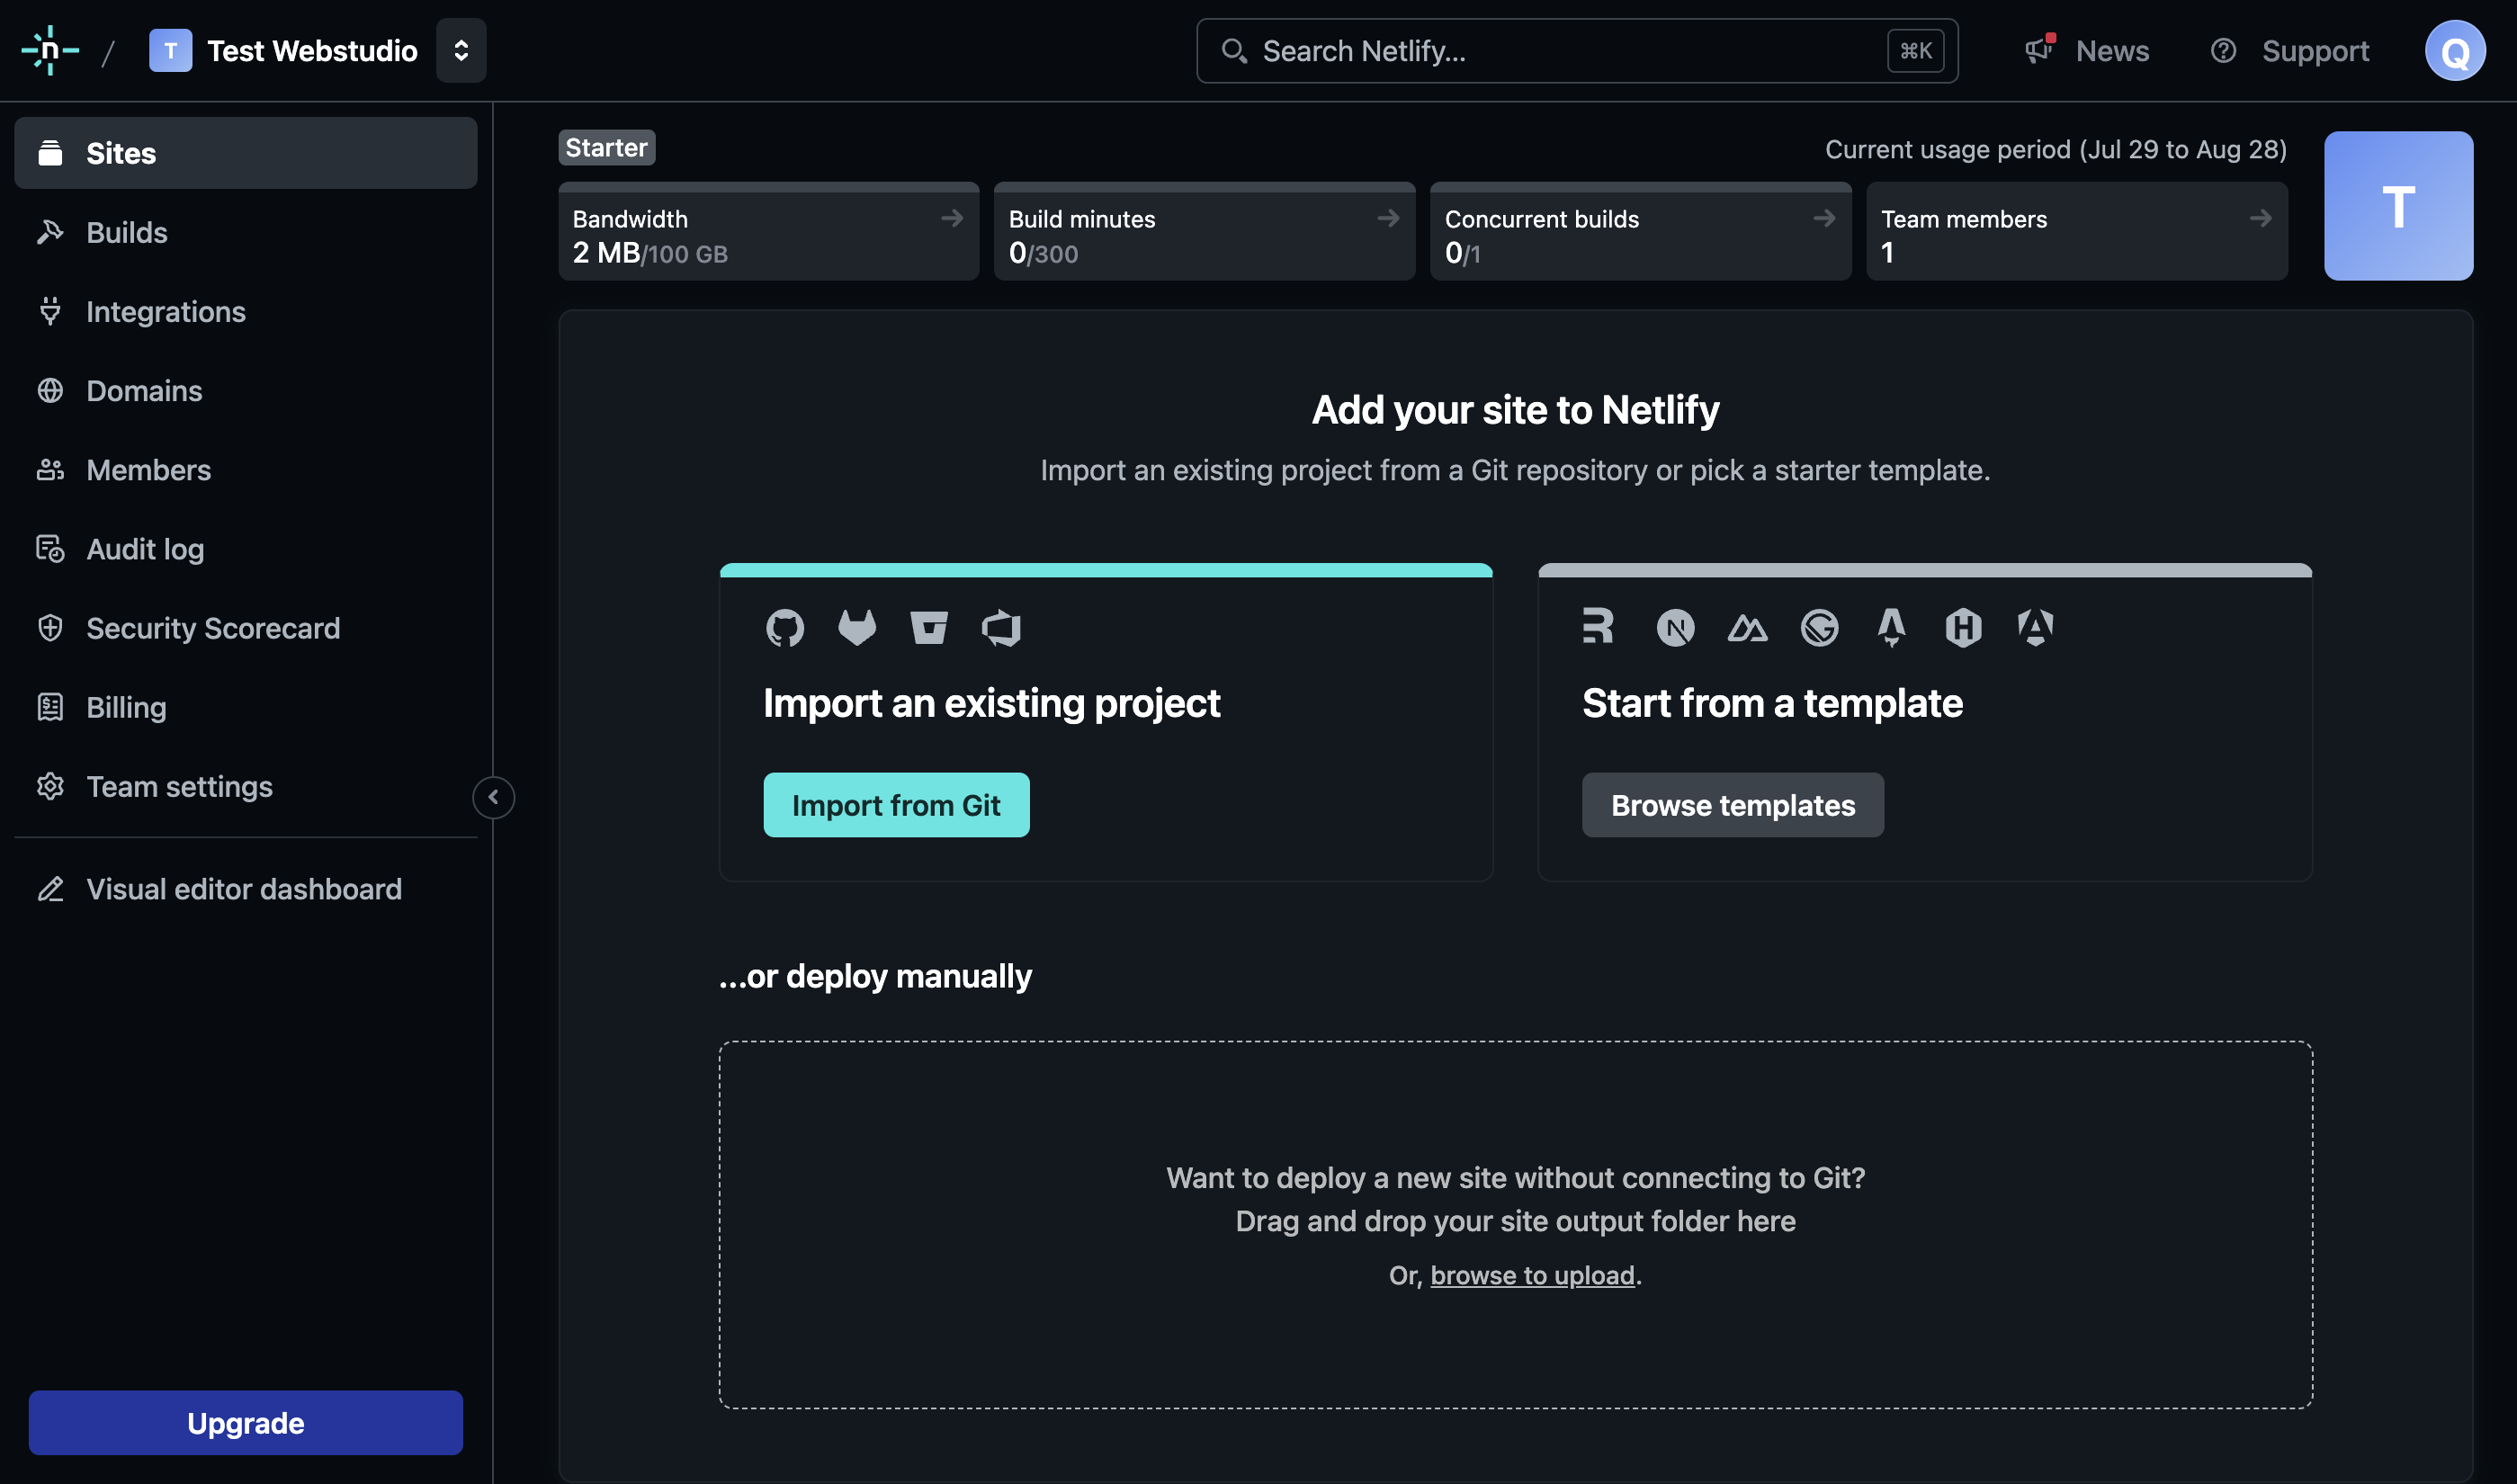 n / T Test Webstudio
Search Netlify... ⌘K
News
Support
Q
Sites
Builds
Integrations
Domains
Members
Audit log
Security Scorecard
Billing
Team settings
Visual editor dashboard
Upgrade
Starter
Current usage period (Jul 29 to Aug 28)
T
Bandwidth
2 MB/100 GB
Build minutes
0/300
Concurrent builds
0/1
Team members
1
Add your site to Netlify
Import an existing project from a Git repository or pick a starter template.
Import an existing project
Import from Git
Start from a template
Browse templates
...or deploy manually
Want to deploy a new site without connecting to Git?
Drag and drop your site output folder here
Or, browse to upload.